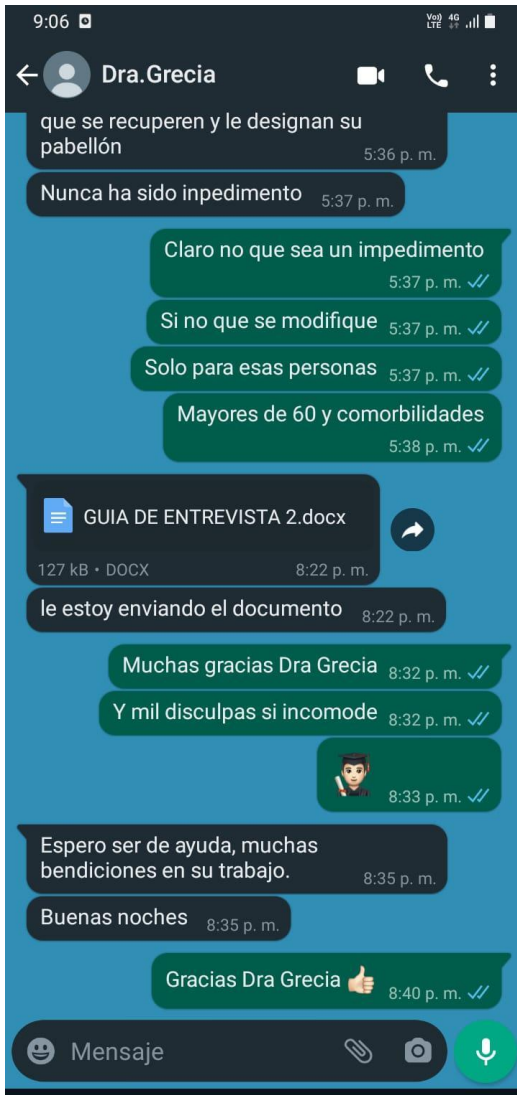 9:06
Vo) 4G
LTE
Dra.Grecia
que se recuperen y le designan su
pabellón
5:36 p. m.
Nunca ha sido inpedimento 5:37 p. m.
Claro no que sea un impedimento
5:37 p. m.
Si no que se modifique 5:37 p. m.
Solo para esas personas 5:37 p. m.
Mayores de 60 y comorbilidades
5:38 p. m.
GUIA DE ENTREVISTA 2.docx
127 kB • DOCX 8:22 p. m.
le estoy enviando el documento 8:22 p. m.
Muchas gracias Dra Grecia 8:32 p. m.
Y mil disculpas si incomode 8:32 p. m.
8:33 p. m.
Espero ser de ayuda, muchas
bendiciones en su trabajo.
8:35 p. m.
Buenas noches 8:35 p. m.
Gracias Dra Grecia 👍🏻 8:40 p. m.
Mensaje